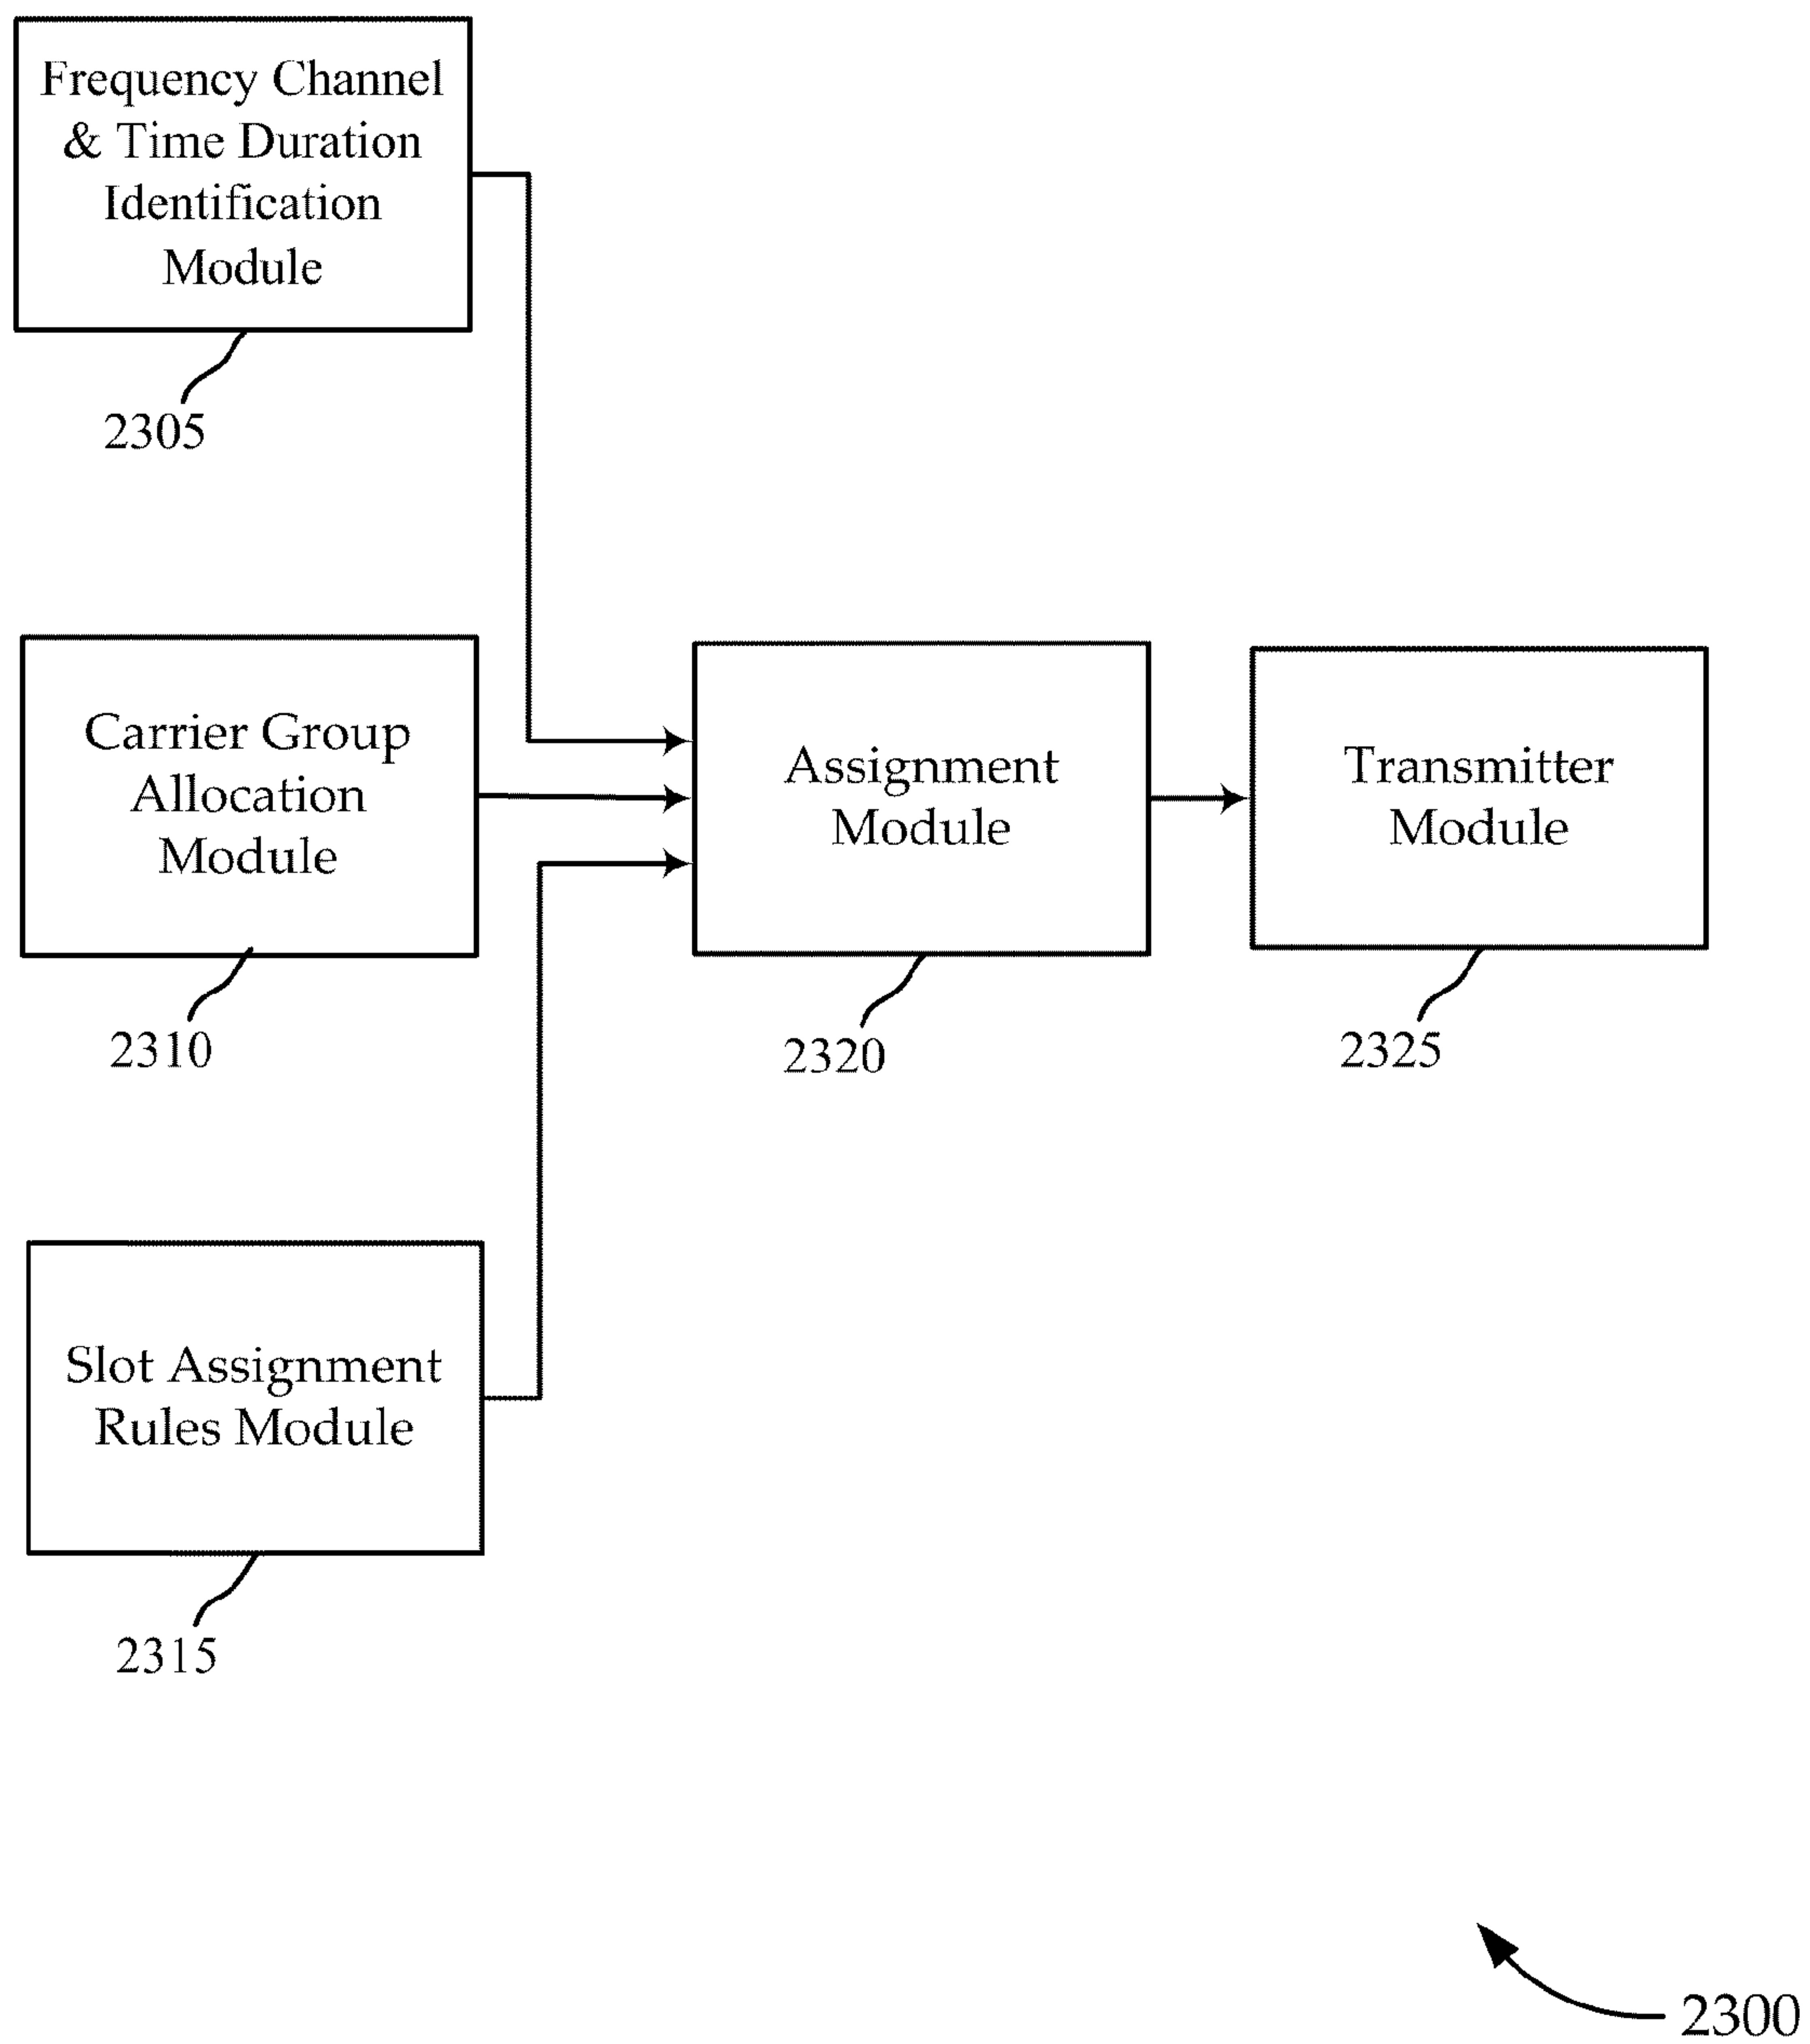 Frequency Channel
& Time Duration
Identification
Module
2305
Carrier Group
Allocation
Module
2310
Assignment
Module
2320
Transmitter
Module
2325
Slot Assignment
Rules Module
2315
2300